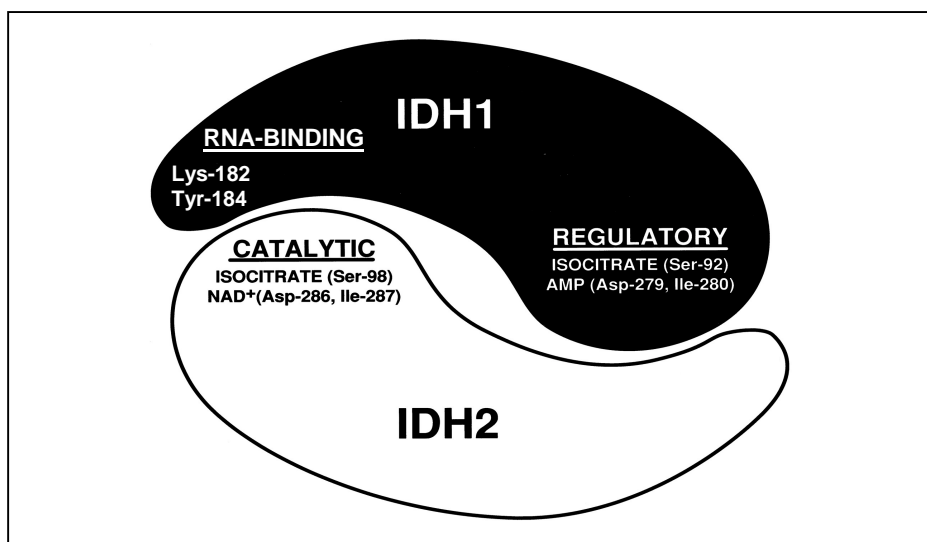 IDH1
RNA-BINDING
Lys-182
Tyr-184
REGULATORY
ISOCITRATE (Ser-92)
AMP (Asp-279, Ile-280)
CATALYTIC
ISOCITRATE (Ser-98)
NAD+(Asp-286, Ile-287)
IDH2